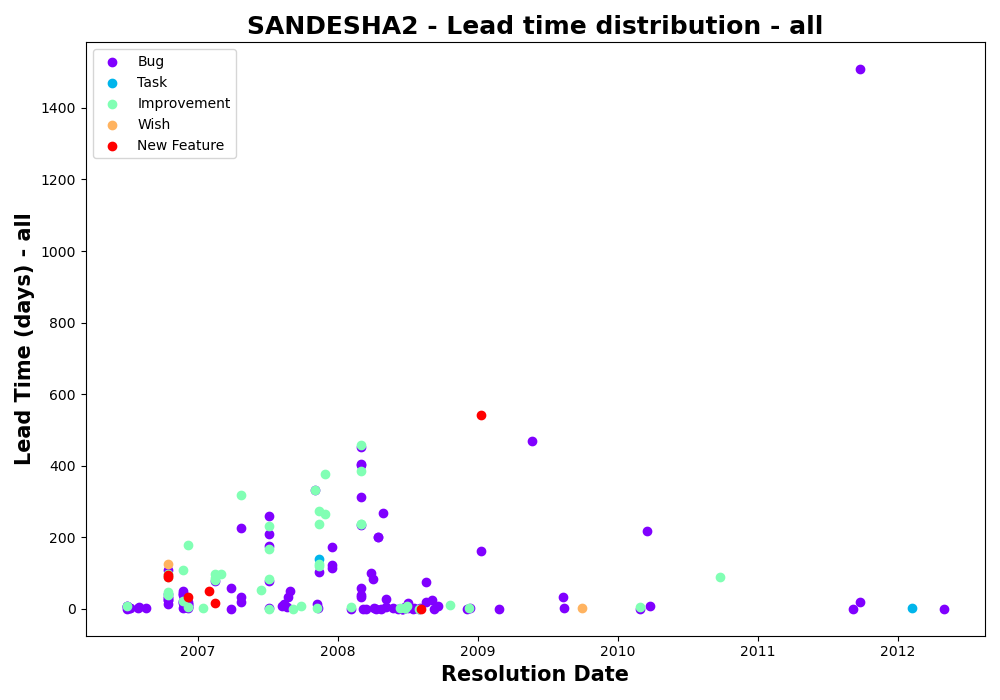 SANDESHA2 - Lead time distribution - all
Bug
Task
Improvement
Wish
New Feature
Lead Time (days) - all
1400
1200
1000
800
600
400
200
0
2007 2008 2009 2010 2011 2012
Resolution Date